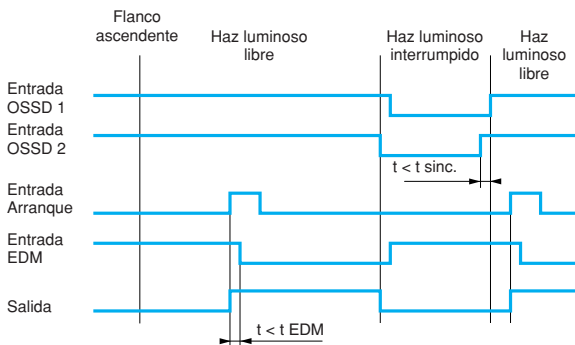 Flanco
ascendente
Haz luminoso
libre
Haz luminoso
interrumpido
Haz
luminoso
libre
Entrada
OSSD 1
Entrada
OSSD 2
t < t sinc.
Entrada
Arranque
Entrada
EDM
Salida
t < t EDM